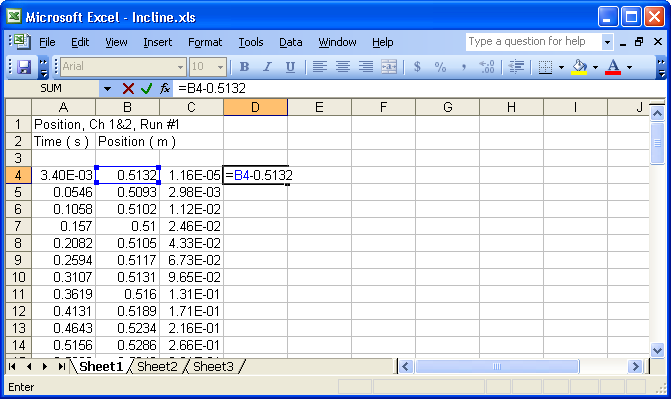 Microsoft Excel - Incline.xls
File Edit View Insert Format Tools Data Window Help Type a question for help
Arial 10 B I U $ % ,
SUM fx =B4-0.5132
A B C D E F G H I J
1 Position, Ch 1&2, Run #1
2 Time ( s ) Position ( m )
3
4 3.40E-03 0.5132 1.16E-05 =B4-0.5132
5 0.0546 0.5093 2.98E-03
6 0.1058 0.5102 1.12E-02
7 0.157 0.51 2.46E-02
8 0.2082 0.5105 4.33E-02
9 0.2594 0.5117 6.73E-02
10 0.3107 0.5131 9.65E-02
11 0.3619 0.516 1.31E-01
12 0.4131 0.5189 1.71E-01
13 0.4643 0.5234 2.16E-01
14 0.5156 0.5286 2.66E-01
Sheet1 Sheet2 Sheet3
Enter